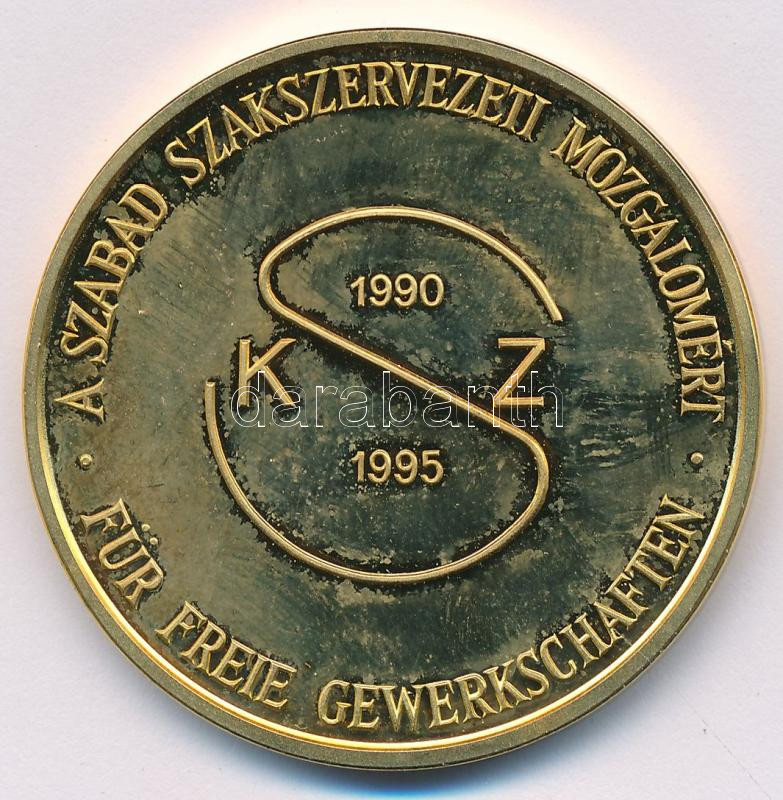 A SZABAD SZAKSZERVEZETI MOZGALOMÉRT
1990
K S Z
1995
· FÜR FREIE GEWERKSCHAFTEN ·
darabanth